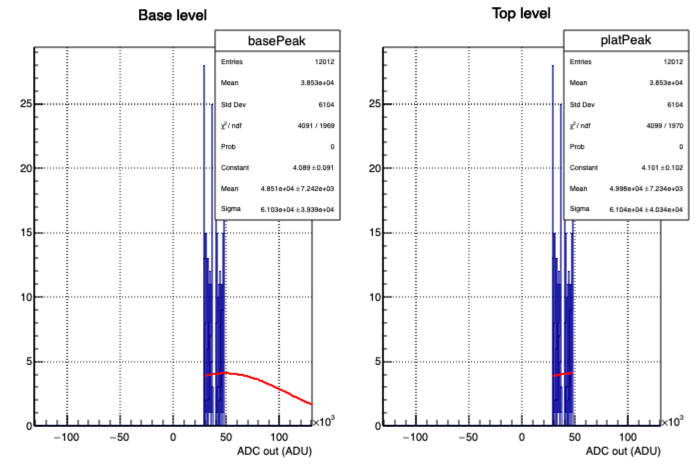 Base level
basePeak
Entries 12012
Mean 3.853e+04
Std Dev 6104
χ² / ndf 4091 / 1969
Prob 0
Constant 4.089 ± 0.091
Mean 4.851e+04 ± 7.242e+03
Sigma 6.103e+04 ± 3.939e+04
25
20
15
10
5
0
−100 −50 0 50 100
×10³
ADC out (ADU)
Top level
platPeak
Entries 12012
Mean 3.853e+04
Std Dev 6104
χ² / ndf 4099 / 1970
Prob 0
Constant 4.101 ± 0.102
Mean 4.998e+04 ± 7.234e+03
Sigma 6.104e+04 ± 4.034e+04
25
20
15
10
5
0
−100 −50 0 50 100
×10³
ADC out (ADU)